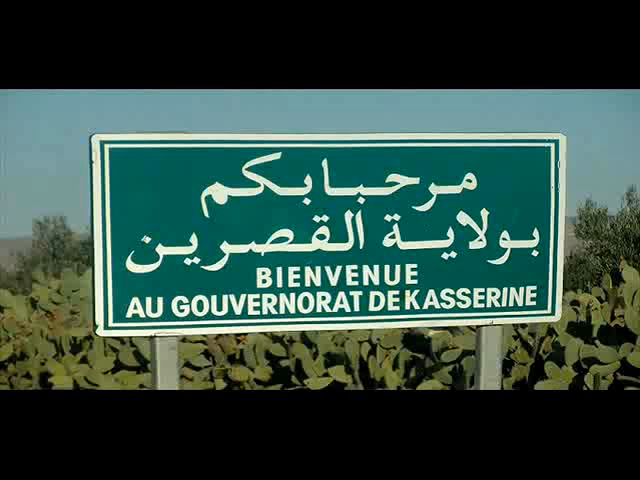 مرحبا بكم
بولاية القصرين
BIENVENUE
AU GOUVERNORAT DE KASSERINE